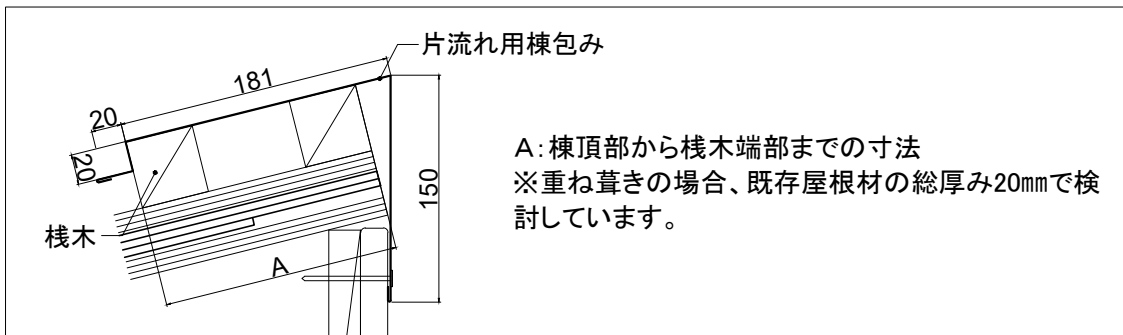 片流れ用棟包み
181
20
20
150
桟木
A
A:棟頂部から桟木端部までの寸法
※重ね葺きの場合、既存屋根材の総厚み20㎜で検
討しています。